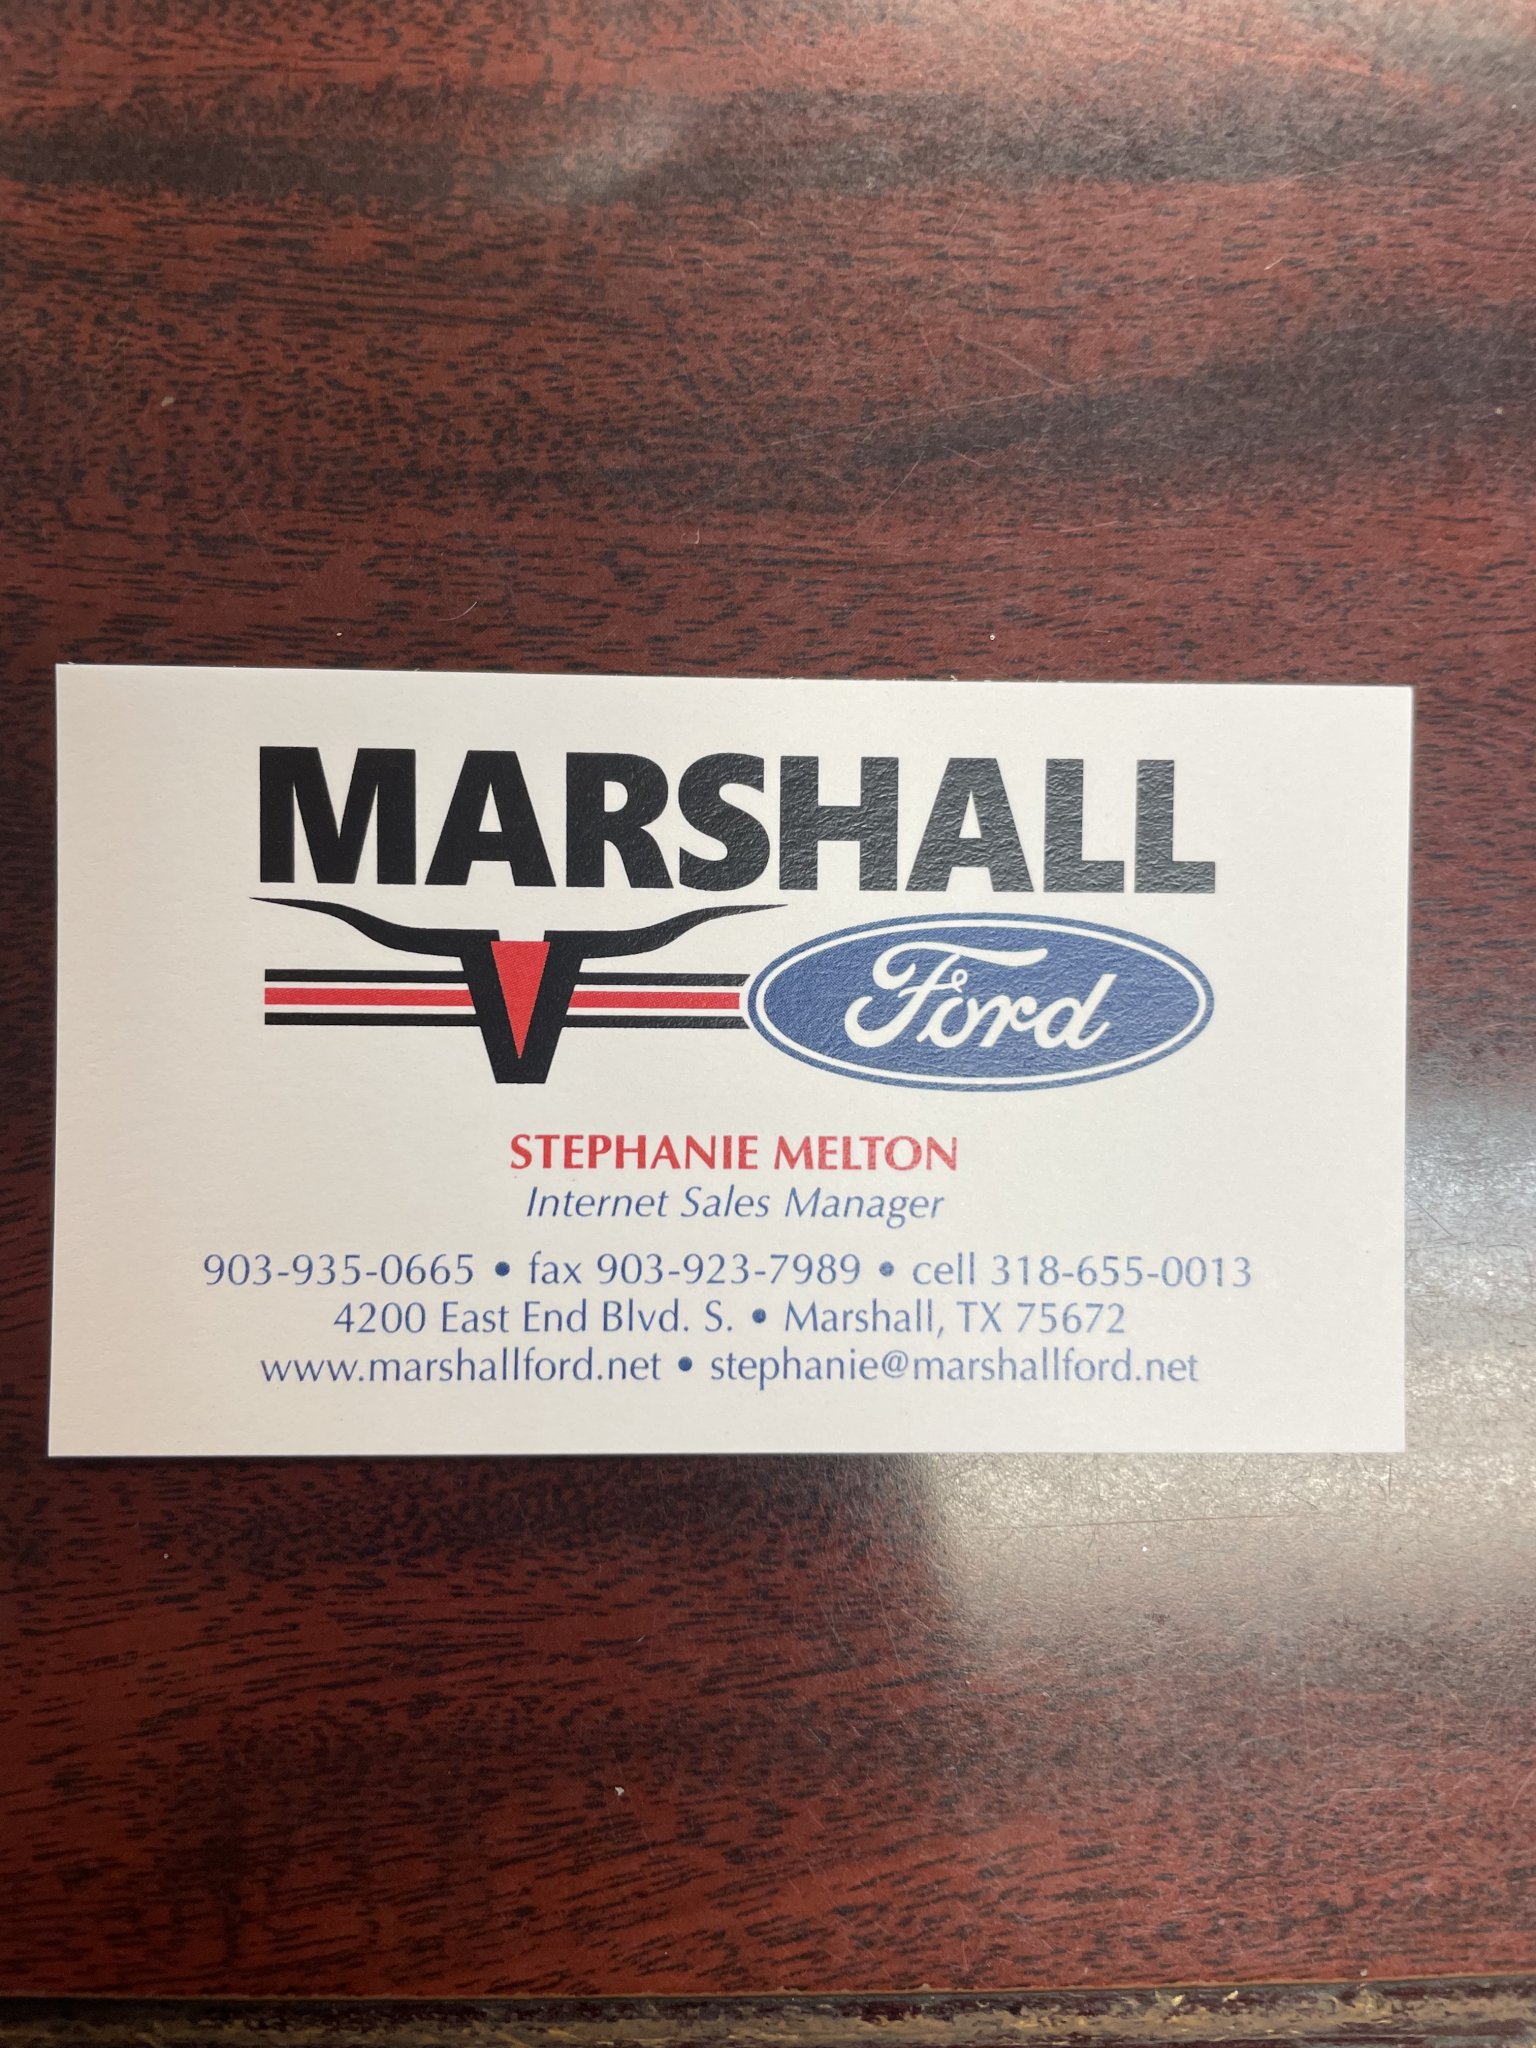 MARSHALL
Ford
STEPHANIE MELTON
Internet Sales Manager
903-935-0665 • fax 903-923-7989 • cell 318-655-0013
4200 East End Blvd. S. • Marshall, TX 75672
www.marshallford.net • stephanie@marshallford.net